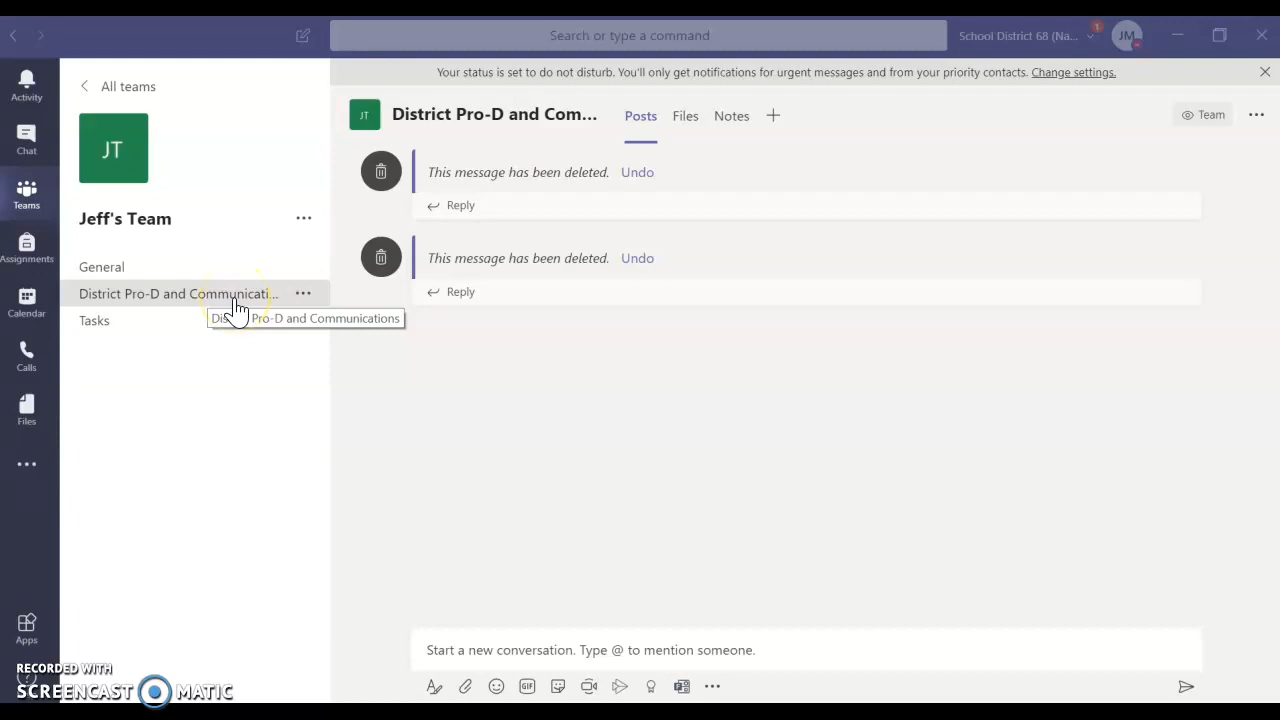 Search or type a command
School District 68 (Na...
1
JM
Activity
Chat
Teams
Assignments
Calendar
Calls
Files
Apps
All teams
JT
Jeff's Team
General
District Pro-D and Communicati...
Tasks
Pro-D and Communications
Your status is set to do not disturb. You'll only get notifications for urgent messages and from your priority contacts. Change settings.
JT
District Pro-D and Com...
Posts
Files
Notes
Team
This message has been deleted. Undo
Reply
This message has been deleted. Undo
Reply
Start a new conversation. Type @ to mention someone.
GIF
RECORDED WITH
SCREENCAST MATIC